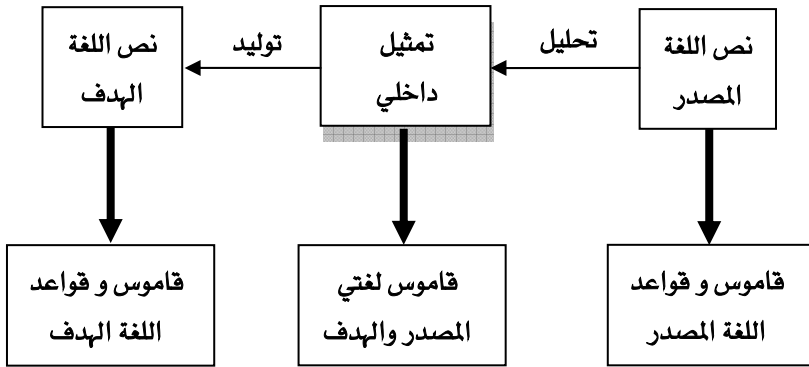 نص اللغة
المصدر
تحليل
تمثيل
داخلي
توليد
نص اللغة
الهدف
قاموس و قواعد
اللغة المصدر
قاموس لغتي
المصدر والهدف
قاموس و قواعد
اللغة الهدف